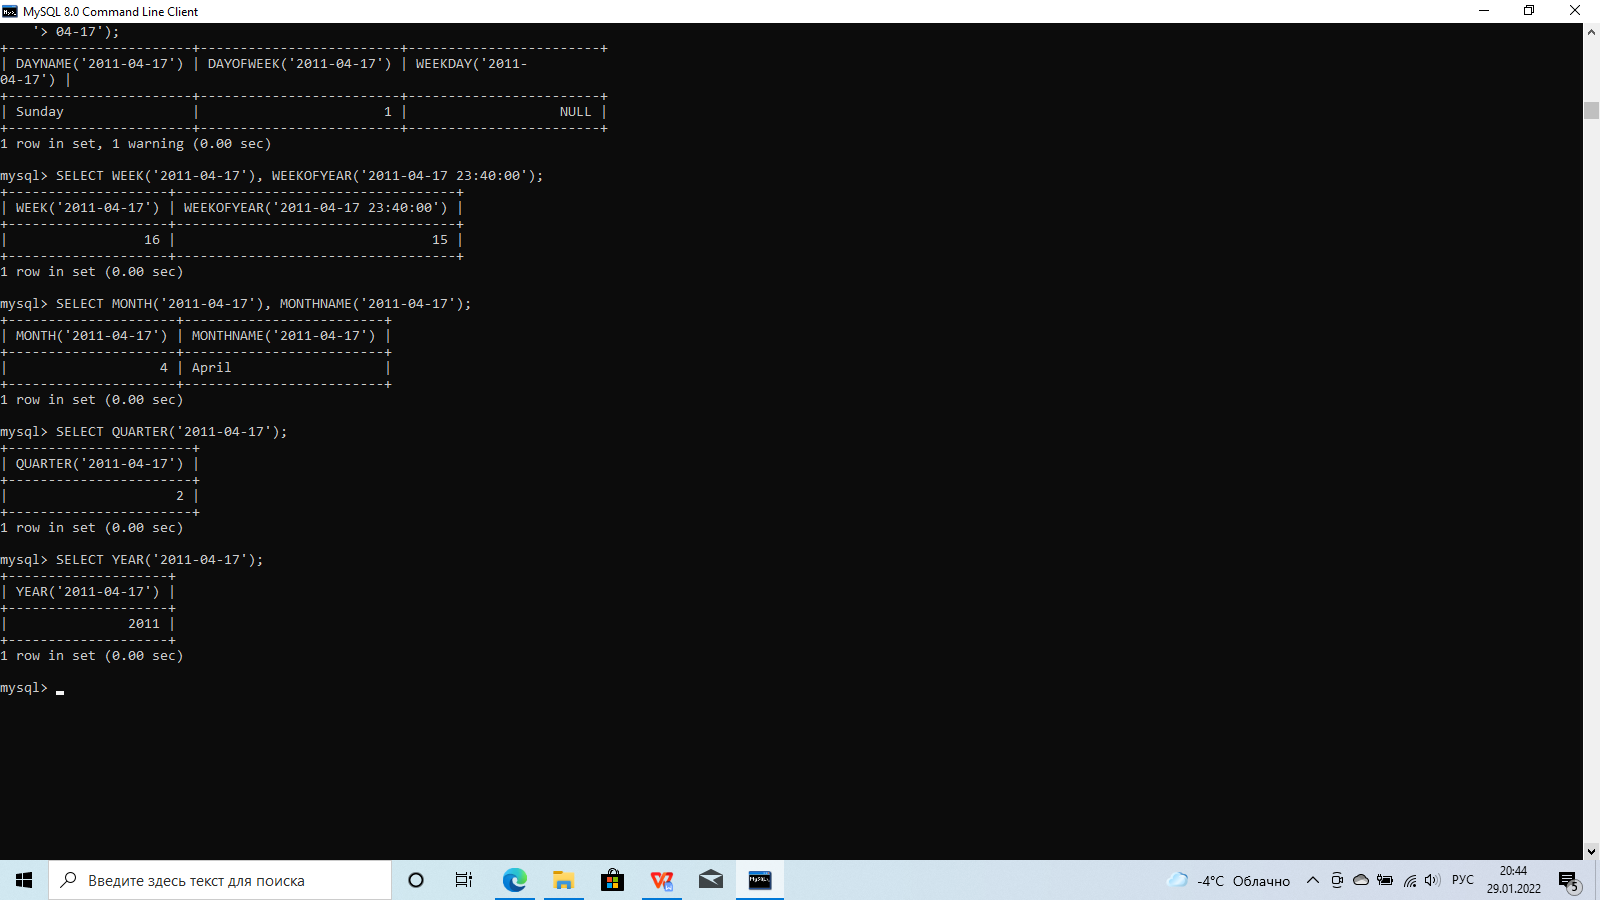 MySQL 8.0 Command Line Client
'> 04-17');
+-----------------------+-------------------------+------------------------+
| DAYNAME('2011-04-17') | DAYOFWEEK('2011-04-17') | WEEKDAY('2011-
04-17') |
+-----------------------+-------------------------+------------------------+
| Sunday                |                       1 |                   NULL |
+-----------------------+-------------------------+------------------------+
1 row in set, 1 warning (0.00 sec)
mysql> SELECT WEEK('2011-04-17'), WEEKOFYEAR('2011-04-17 23:40:00');
+--------------------+-----------------------------------+
| WEEK('2011-04-17') | WEEKOFYEAR('2011-04-17 23:40:00') |
+--------------------+-----------------------------------+
|                 16 |                                15 |
+--------------------+-----------------------------------+
1 row in set (0.00 sec)
mysql> SELECT MONTH('2011-04-17'), MONTHNAME('2011-04-17');
+---------------------+-------------------------+
| MONTH('2011-04-17') | MONTHNAME('2011-04-17') |
+---------------------+-------------------------+
|                   4 | April                   |
+---------------------+-------------------------+
1 row in set (0.00 sec)
mysql> SELECT QUARTER('2011-04-17');
+-----------------------+
| QUARTER('2011-04-17') |
+-----------------------+
|                     2 |
+-----------------------+
1 row in set (0.00 sec)
mysql> SELECT YEAR('2011-04-17');
+--------------------+
| YEAR('2011-04-17') |
+--------------------+
|               2011 |
+--------------------+
1 row in set (0.00 sec)
mysql> _
Введите здесь текст для поиска
-4°C Облачно
РУС
20:44
29.01.2022
5